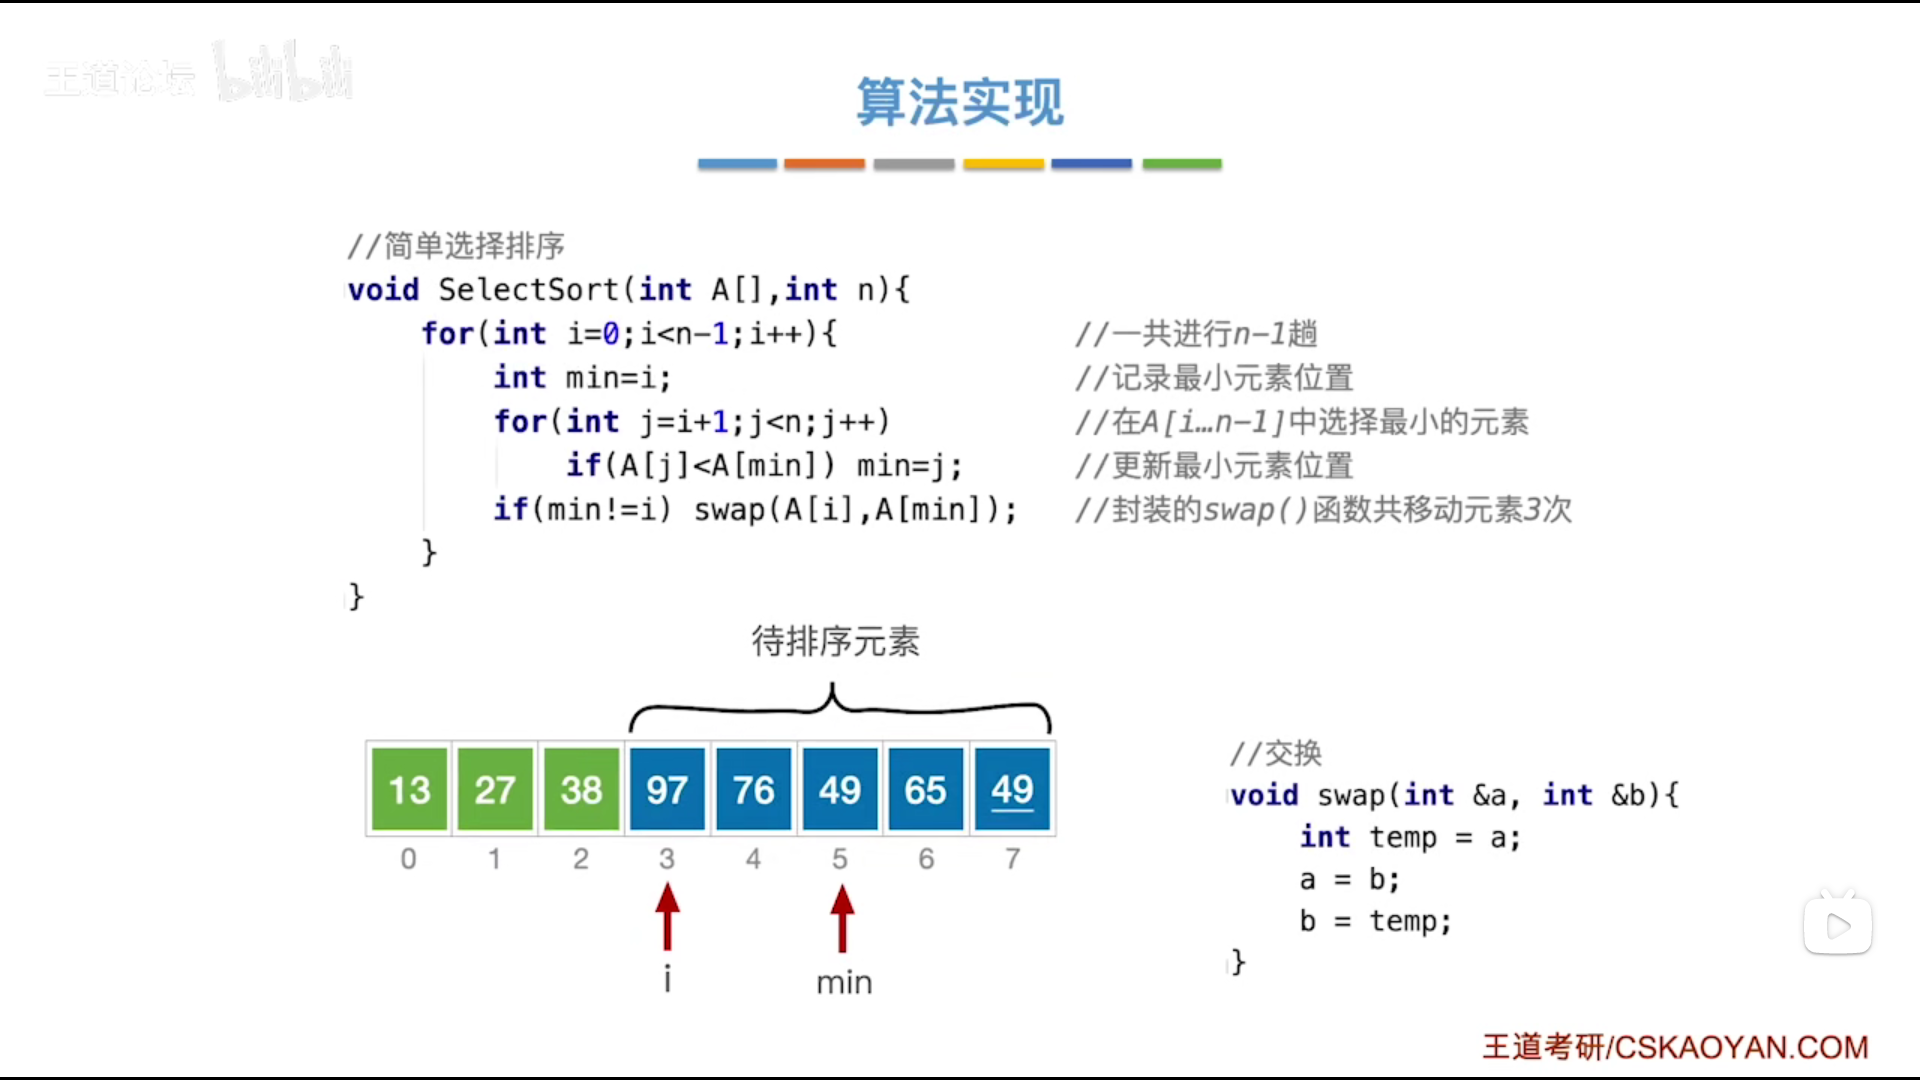 王道论坛 bilibili
算法实现
//简单选择排序
void SelectSort(int A[],int n){
for(int i=0;i<n-1;i++){ //一共进行n-1趟
int min=i; //记录最小元素位置
for(int j=i+1;j<n;j++) //在A[i…n-1]中选择最小的元素
if(A[j]<A[min]) min=j; //更新最小元素位置
if(min!=i) swap(A[i],A[min]); //封装的swap()函数共移动元素3次
}
}
待排序元素
13 27 38 97 76 49 65 49
0 1 2 3 4 5 6 7
i min
//交换
void swap(int &a, int &b){
int temp = a;
a = b;
b = temp;
}
王道考研/CSKAOYAN.COM